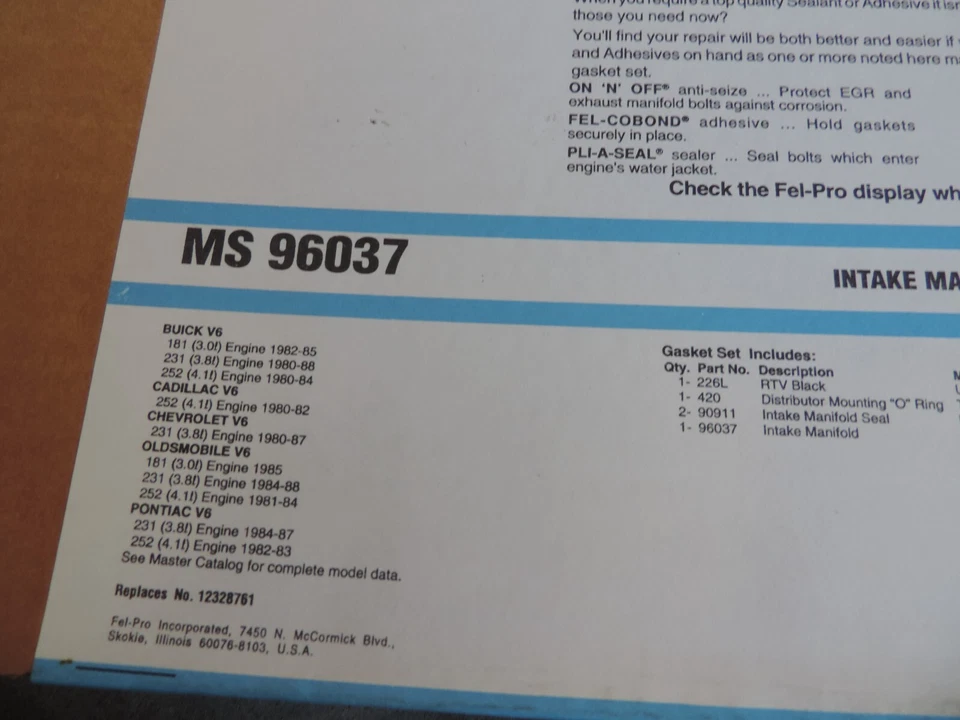 When you require a top quality Sealant or Adhesive it
those you need now?
You'll find your repair will be both better and easier if
and Adhesives on hand as one or more noted here
gasket set.
ON 'N' OFF® anti-seize ... Protect EGR and
exhaust manifold bolts against corrosion.
FEL-COBOND® adhesive ... Hold gaskets
securely in place.
PLI-A-SEAL® sealer ... Seal bolts which enter
engine's water jacket.
Check the Fel-Pro display
MS 96037
INTAKE MA
BUICK V6
181 (3.0ℓ) Engine 1982-85
231 (3.8ℓ) Engine 1980-88
252 (4.1ℓ) Engine 1980-84
CADILLAC V6
252 (4.1ℓ) Engine 1980-82
CHEVROLET V6
231 (3.8ℓ) Engine 1980-87
OLDSMOBILE V6
181 (3.0ℓ) Engine 1985
231 (3.8ℓ) Engine 1984-88
252 (4.1ℓ) Engine 1981-84
PONTIAC V6
231 (3.8ℓ) Engine 1984-87
252 (4.1ℓ) Engine 1982-83
See Master Catalog for complete model data.
Replaces No. 12328761
Fel-Pro Incorporated, 7450 N. McCormick Blvd.,
Skokie, Illinois 60076-8103, U.S.A.
Gasket Set Includes:
Qty. Part No. Description
1- 226L RTV Black
1- 420 Distributor Mounting "O" Ring
2- 90911 Intake Manifold Seal
1- 96037 Intake Manifold